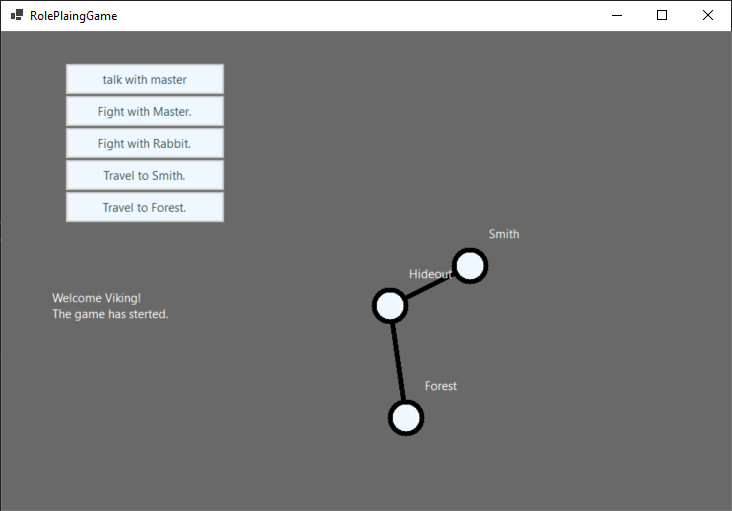 RolePlaingGame
talk with master
Fight with Master.
Fight with Rabbit.
Travel to Smith.
Travel to Forest.
Smith
Hideout
Welcome Viking!
The game has sterted.
Forest